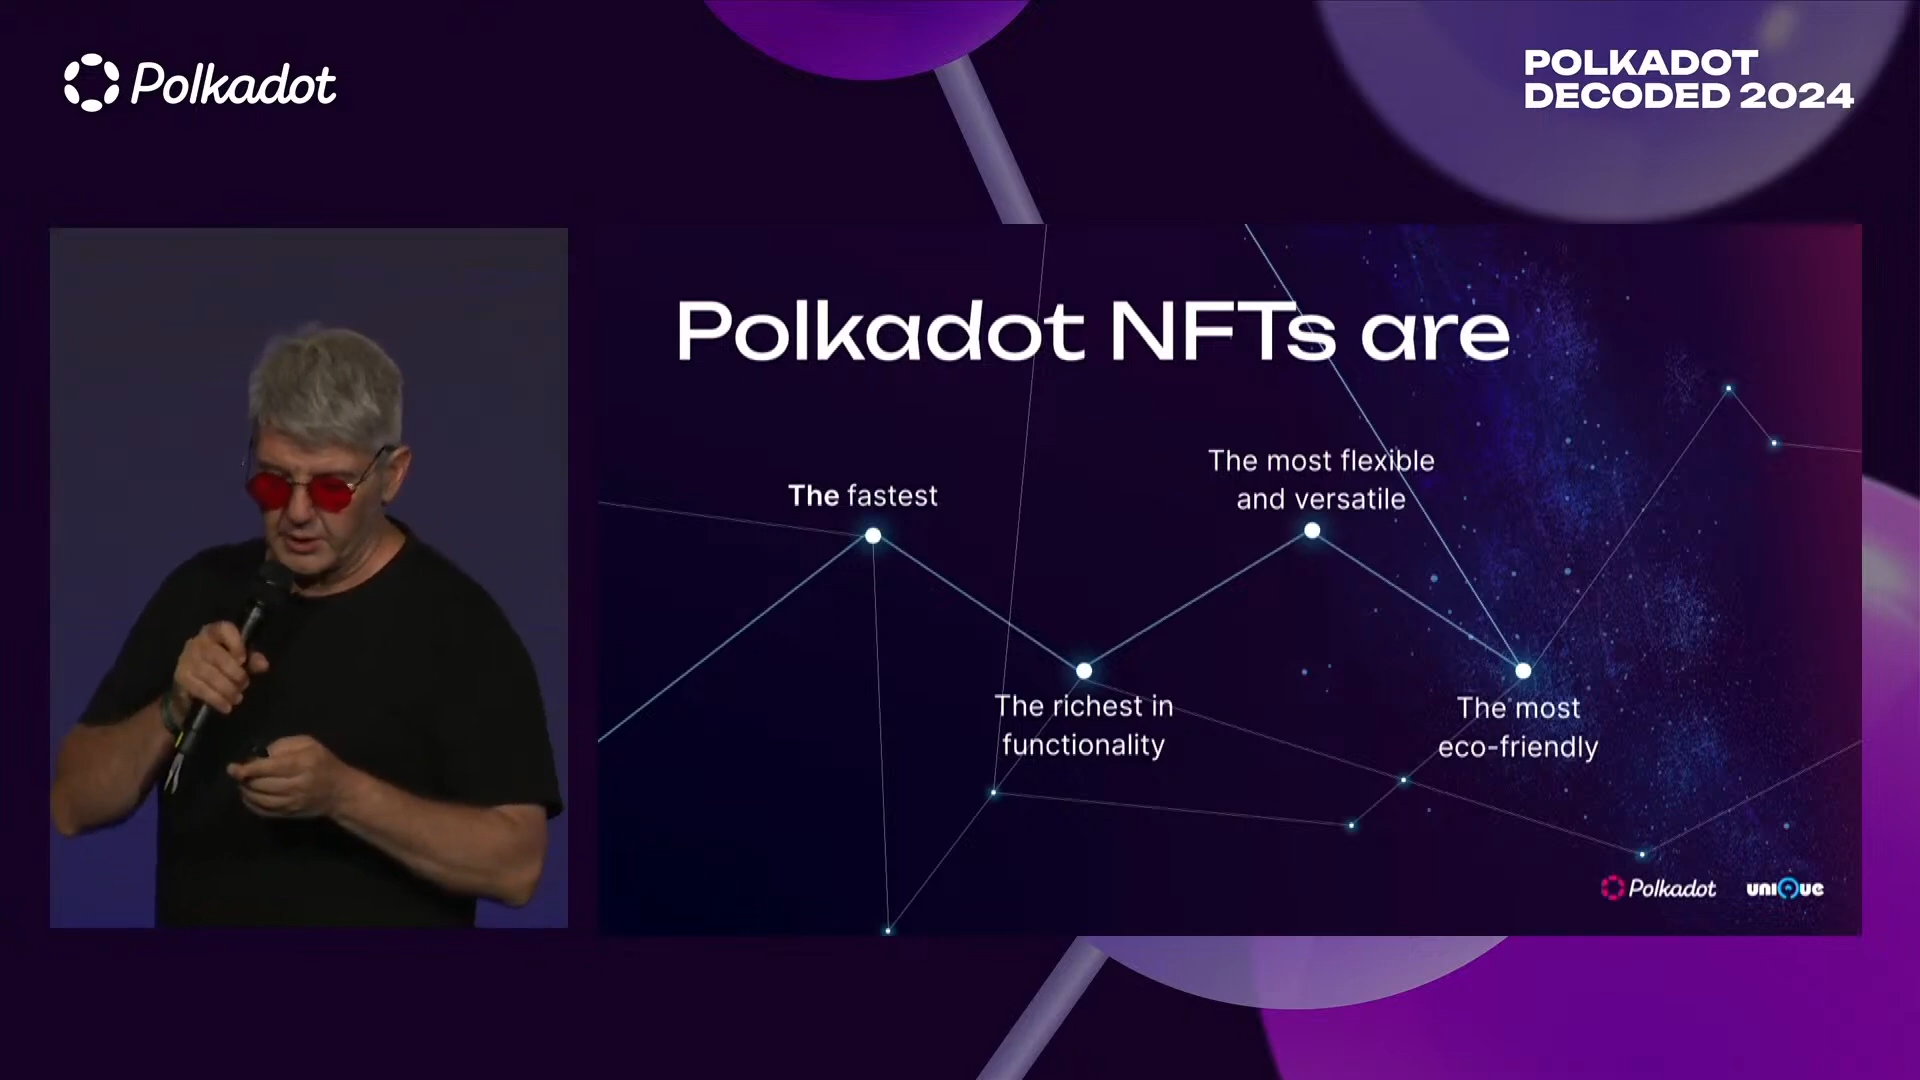 Polkadot
POLKADOT
DECODED 2024
Polkadot NFTs are
The fastest
The most flexible
and versatile
The richest in
functionality
The most
eco-friendly
Polkadot
UNIQUE